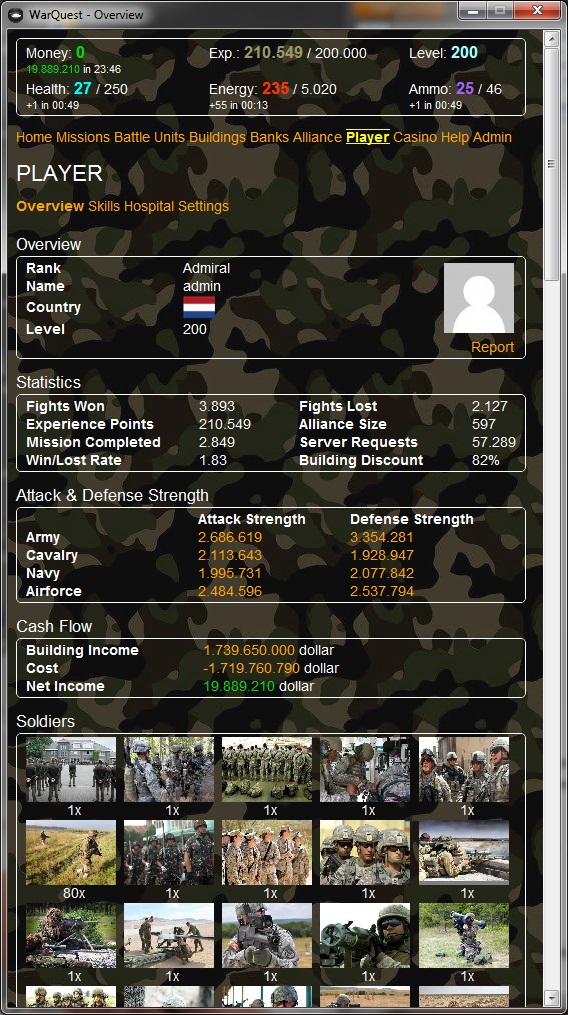 WarQuest - Overview
Money: 0 Exp.: 210.549 / 200.000 Level: 200
19.889.210 in 23:46
Health: 27 / 250 Energy: 235 / 5.020 Ammo: 25 / 46
+1 in 00:49 +55 in 00:13 +1 in 00:49
Home Missions Battle Units Buildings Banks Alliance Player Casino Help Admin
PLAYER
Overview Skills Hospital Settings
Overview
Rank Admiral
Name admin
Country
Level 200
Report
Statistics
Fights Won 3.893 Fights Lost 2.127
Experience Points 210.549 Alliance Size 597
Mission Completed 2.849 Server Requests 57.289
Win/Lost Rate 1.83 Building Discount 82%
Attack & Defense Strength
Attack Strength Defense Strength
Army 2.686.619 3.354.281
Cavalry 2.113.643 1.928.947
Navy 1.995.731 2.077.842
Airforce 2.484.596 2.537.794
Cash Flow
Building Income 1.739.650.000 dollar
Cost -1.719.760.790 dollar
Net Income 19.889.210 dollar
Soldiers
1x 1x 1x 1x 1x
80x 1x 1x 1x 1x
1x 1x 1x 1x 1x